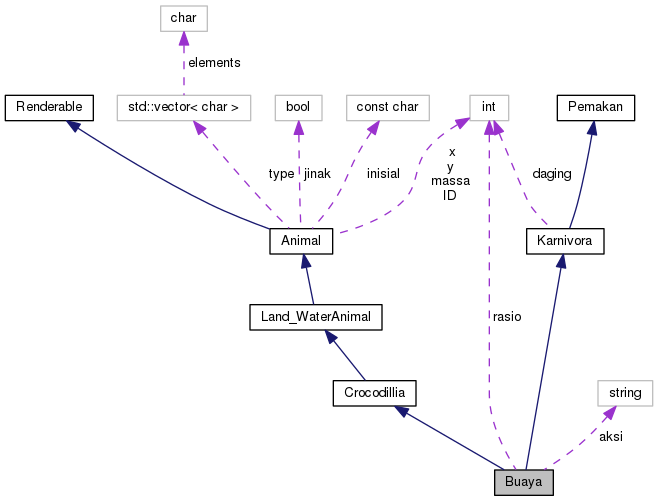 char
elements
Renderable
std::vector< char >
bool
const char
int
Pemakan
x
y
massa
ID
type
jinak
inisial
daging
Animal
Karnivora
Land_WaterAnimal
rasio
Crocodillia
string
aksi
Buaya